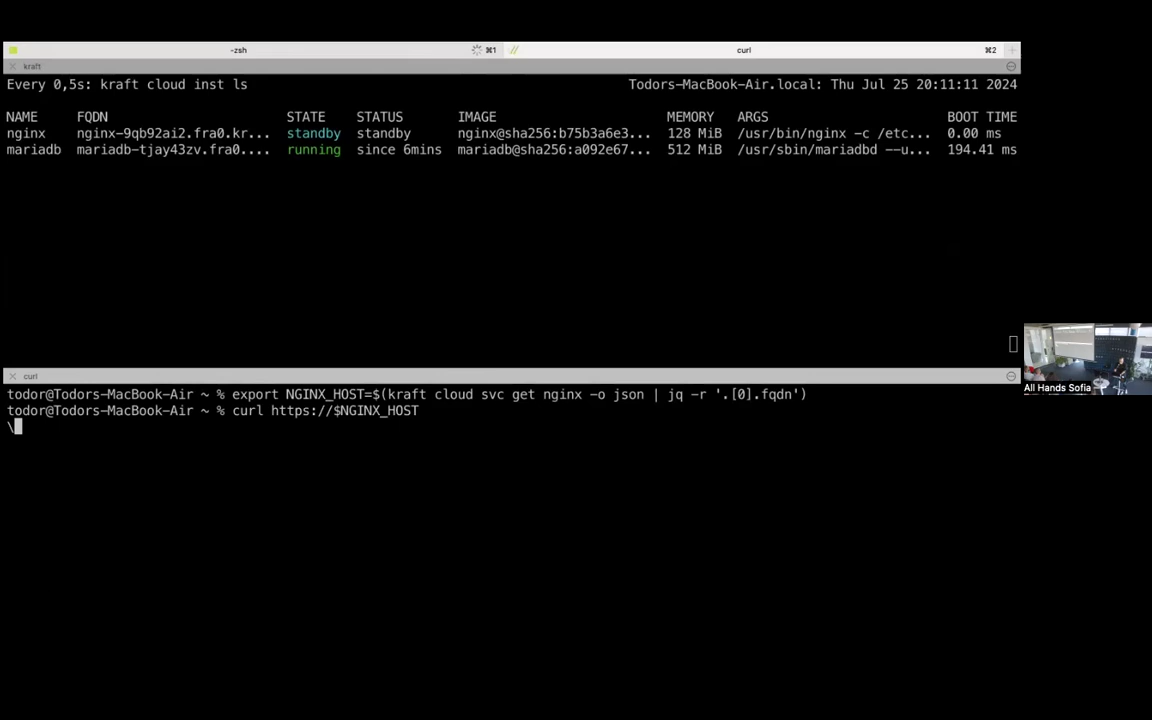 -zsh ⌘1 // curl ⌘2 +
kraft
Every 0,5s: kraft cloud inst ls Todors-MacBook-Air.local: Thu Jul 25 20:11:11 2024
NAME FQDN STATE STATUS IMAGE MEMORY ARGS BOOT TIME
nginx nginx-9qb92ai2.fra0.kr... standby standby nginx@sha256:b75b3a6e3... 128 MiB /usr/bin/nginx -c /etc... 0.00 ms
mariadb mariadb-tjay43zv.fra0.... running since 6mins mariadb@sha256:a092e67... 512 MiB /usr/sbin/mariadbd --u... 194.41 ms
All Hands Sofia
curl
todor@Todors-MacBook-Air ~ % export NGINX_HOST=$(kraft cloud svc get nginx -o json | jq -r '.[0].fqdn')
todor@Todors-MacBook-Air ~ % curl https://$NGINX_HOST
\